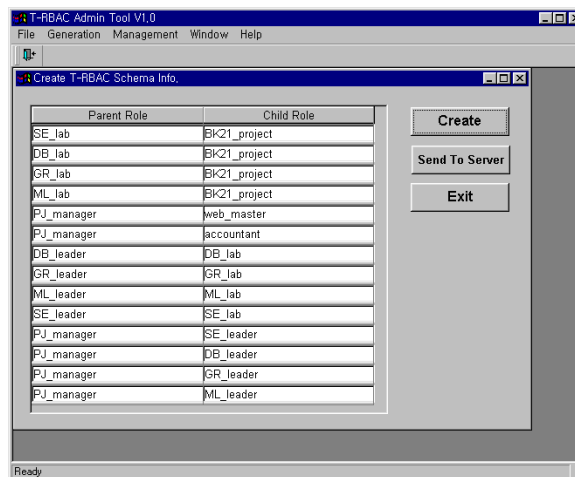 T-RBAC Admin Tool V1.0
File Generation Management Window Help
Create T-RBAC Schema Info,
Parent Role Child Role
SE_lab BK21_project
DB_lab BK21_project
GR_lab BK21_project
ML_lab BK21_project
PJ_manager web_master
PJ_manager accountant
DB_leader DB_lab
GR_leader GR_lab
ML_leader ML_lab
SE_leader SE_lab
PJ_manager SE_leader
PJ_manager DB_leader
PJ_manager GR_leader
PJ_manager ML_leader
Create
Send To Server
Exit
Ready